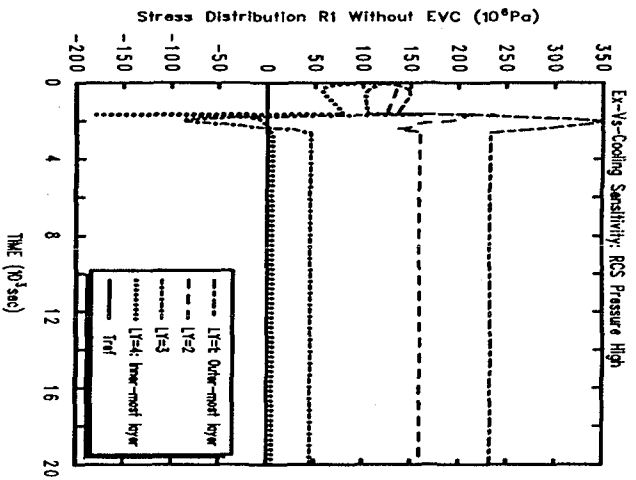 Ex-Vs-Cooling Sensitivity: RCS Pressure High
Stress Distribution R1 Without EVC (10⁶Pa)
-200 -150 -100 -50 0 50 100 150 200 250 300 350
0 4 8 12 16 20
TIME (10³sec)
LY=1: Outer-most layer
LY=2
LY=3
LY=4: Inner-most layer
Tref